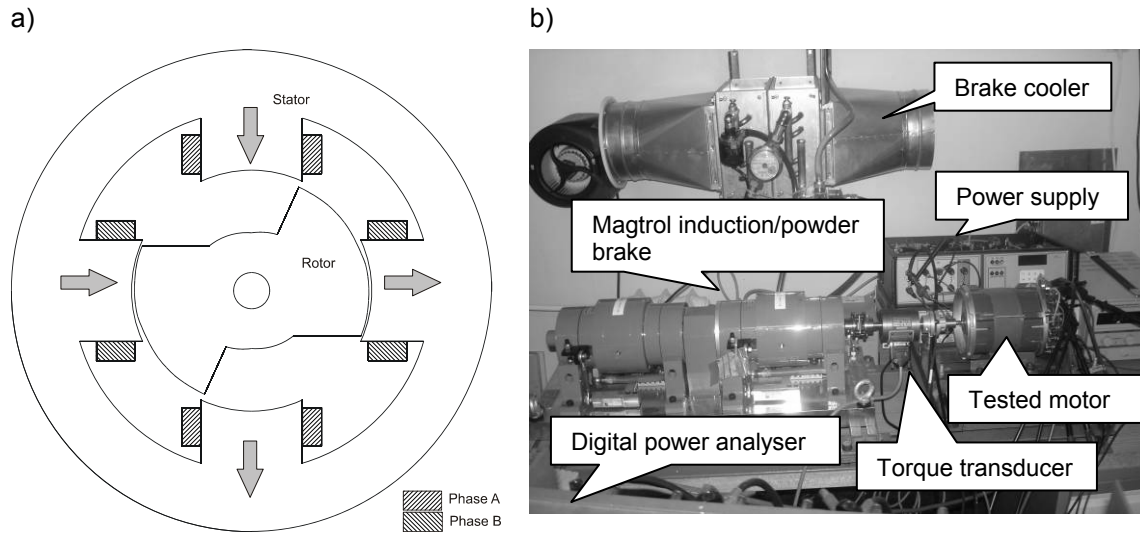 a)
Stator
Rotor
Phase A
Phase B
b)
Brake cooler
Power supply
Magtrol induction/powder
brake
Tested motor
Digital power analyser
Torque transducer